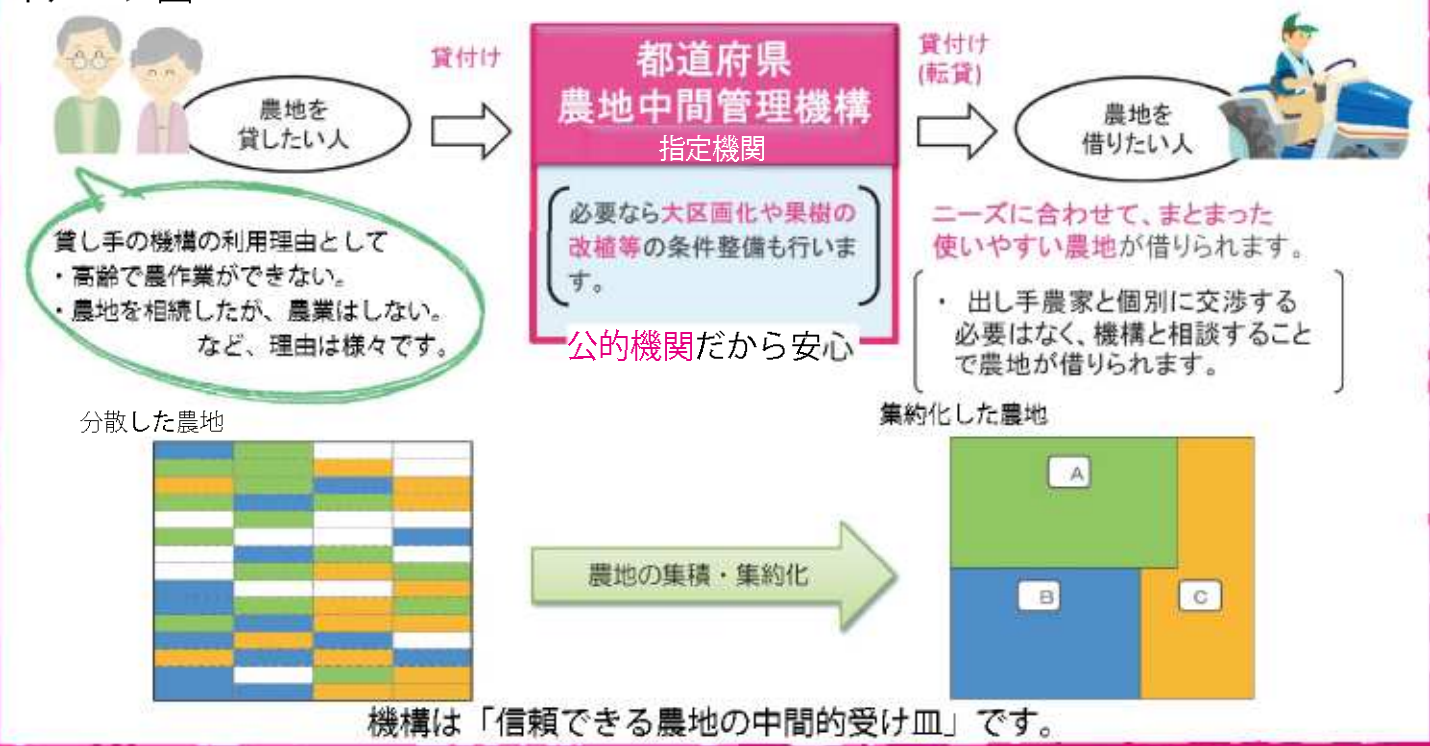 貸付け
都道府県
農地中間管理機構
指定機関
貸付け
(転貸)
農地を
貸したい人
農地を
借りたい人
必要なら大区画化や果樹の
改植等の条件整備も行いま
す。
公的機関だから安心
貸し手の機構の利用理由として
・高齢で農作業ができない。
・農地を相続したが、農業はしない。
など、理由は様々です。
ニーズに合わせて、まとまった
使いやすい農地が借りられます。
・ 出し手農家と個別に交渉する
必要はなく、機構と相談すること
で農地が借りられます。
分散した農地
集約化した農地
農地の集積・集約化
A
B
C
機構は「信頼できる農地の中間的受け皿」です。